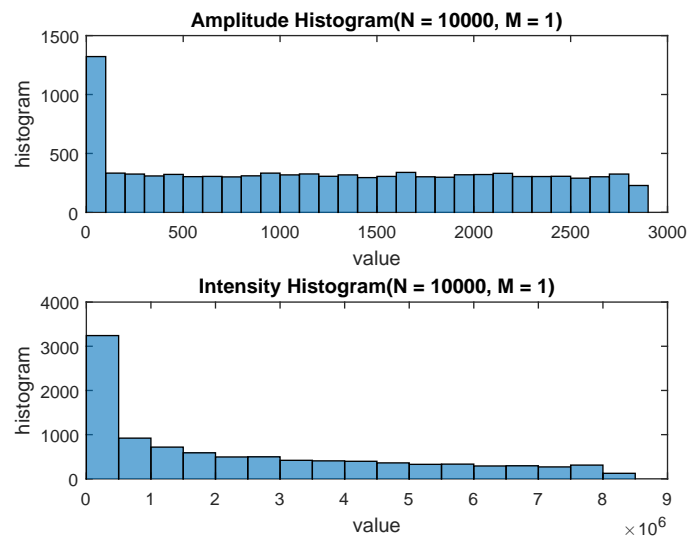 Amplitude Histogram(N = 10000, M = 1)
1500
1000
500
0
histogram
0 500 1000 1500 2000 2500 3000
value
Intensity Histogram(N = 10000, M = 1)
4000
3000
2000
1000
0
histogram
0 1 2 3 4 5 6 7 8 9
×10^6
value